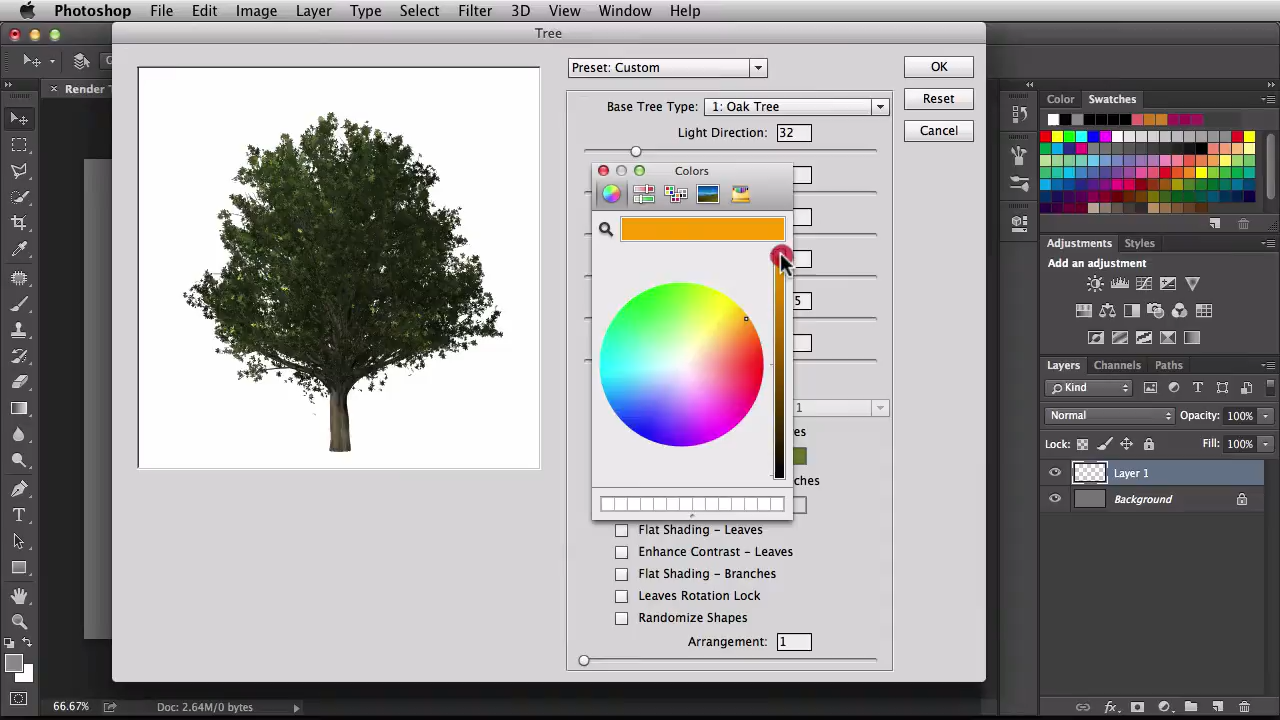 Photoshop File Edit Image Layer Type Select Filter 3D View Window Help
Tree
Render
Preset: Custom
OK
Base Tree Type: 1: Oak Tree
Reset
Light Direction: 32
Cancel
Colors
5
1
es
ches
Flat Shading - Leaves
Enhance Contrast - Leaves
Flat Shading - Branches
Leaves Rotation Lock
Randomize Shapes
Arrangement: 1
Color Swatches
Adjustments Styles
Add an adjustment
Layers Channels Paths
Kind
Normal Opacity: 100%
Lock: Fill: 100%
Layer 1
Background
66.67% Doc: 2.64M/0 bytes